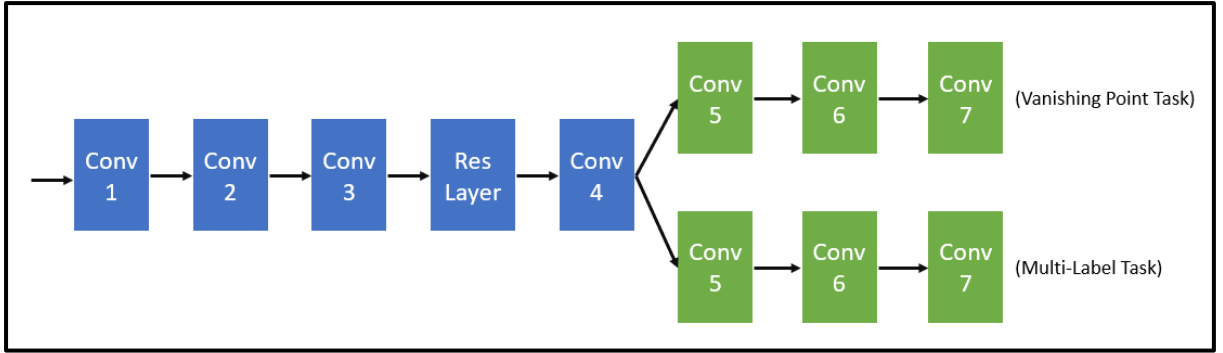 Conv
1
Conv
2
Conv
3
Res
Layer
Conv
4
Conv
5
Conv
6
Conv
7
(Vanishing Point Task)
Conv
5
Conv
6
Conv
7
(Multi-Label Task)